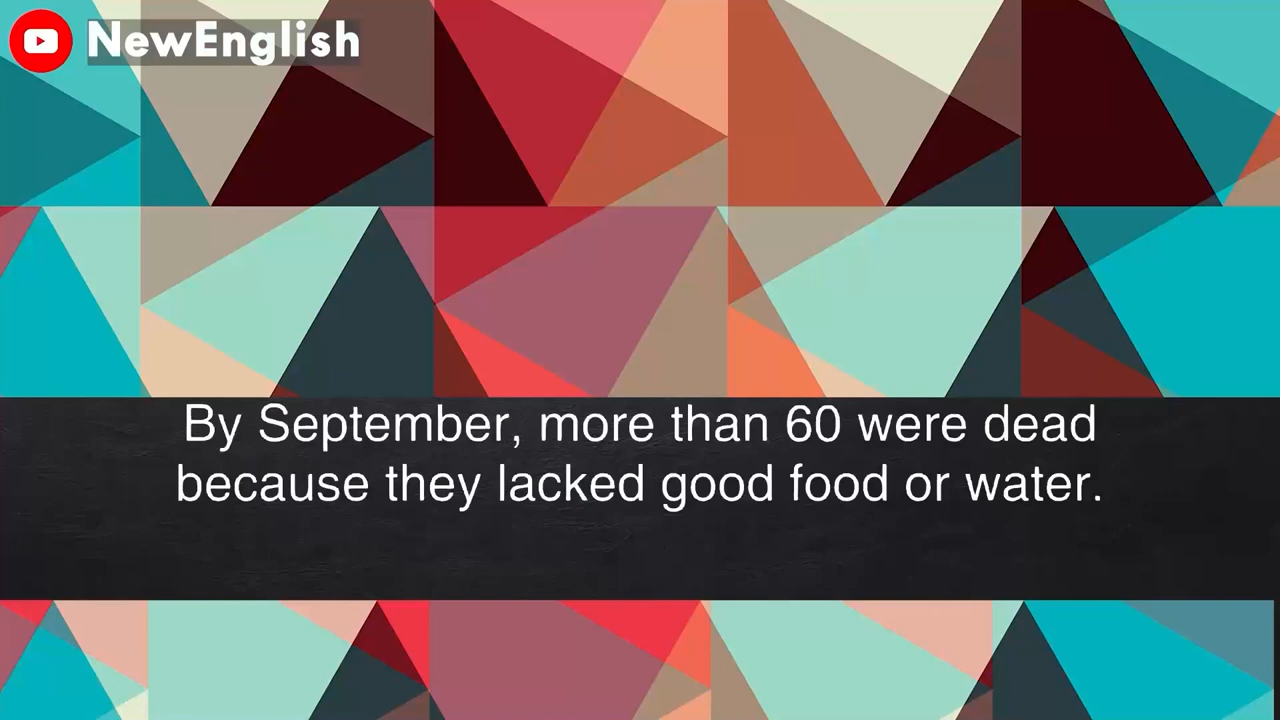 NewEnglish
By September, more than 60 were dead
because they lacked good food or water.